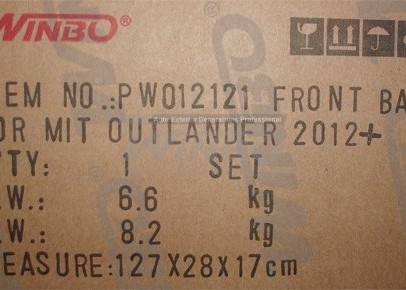 WINBO®
EM NO.:PW012121 FRONT BA
OR MIT OUTLANDER 2012+
TY: 1 SET
.W.: 6.6 kg
.W.: 8.2 kg
EASURE:127X28X17cm